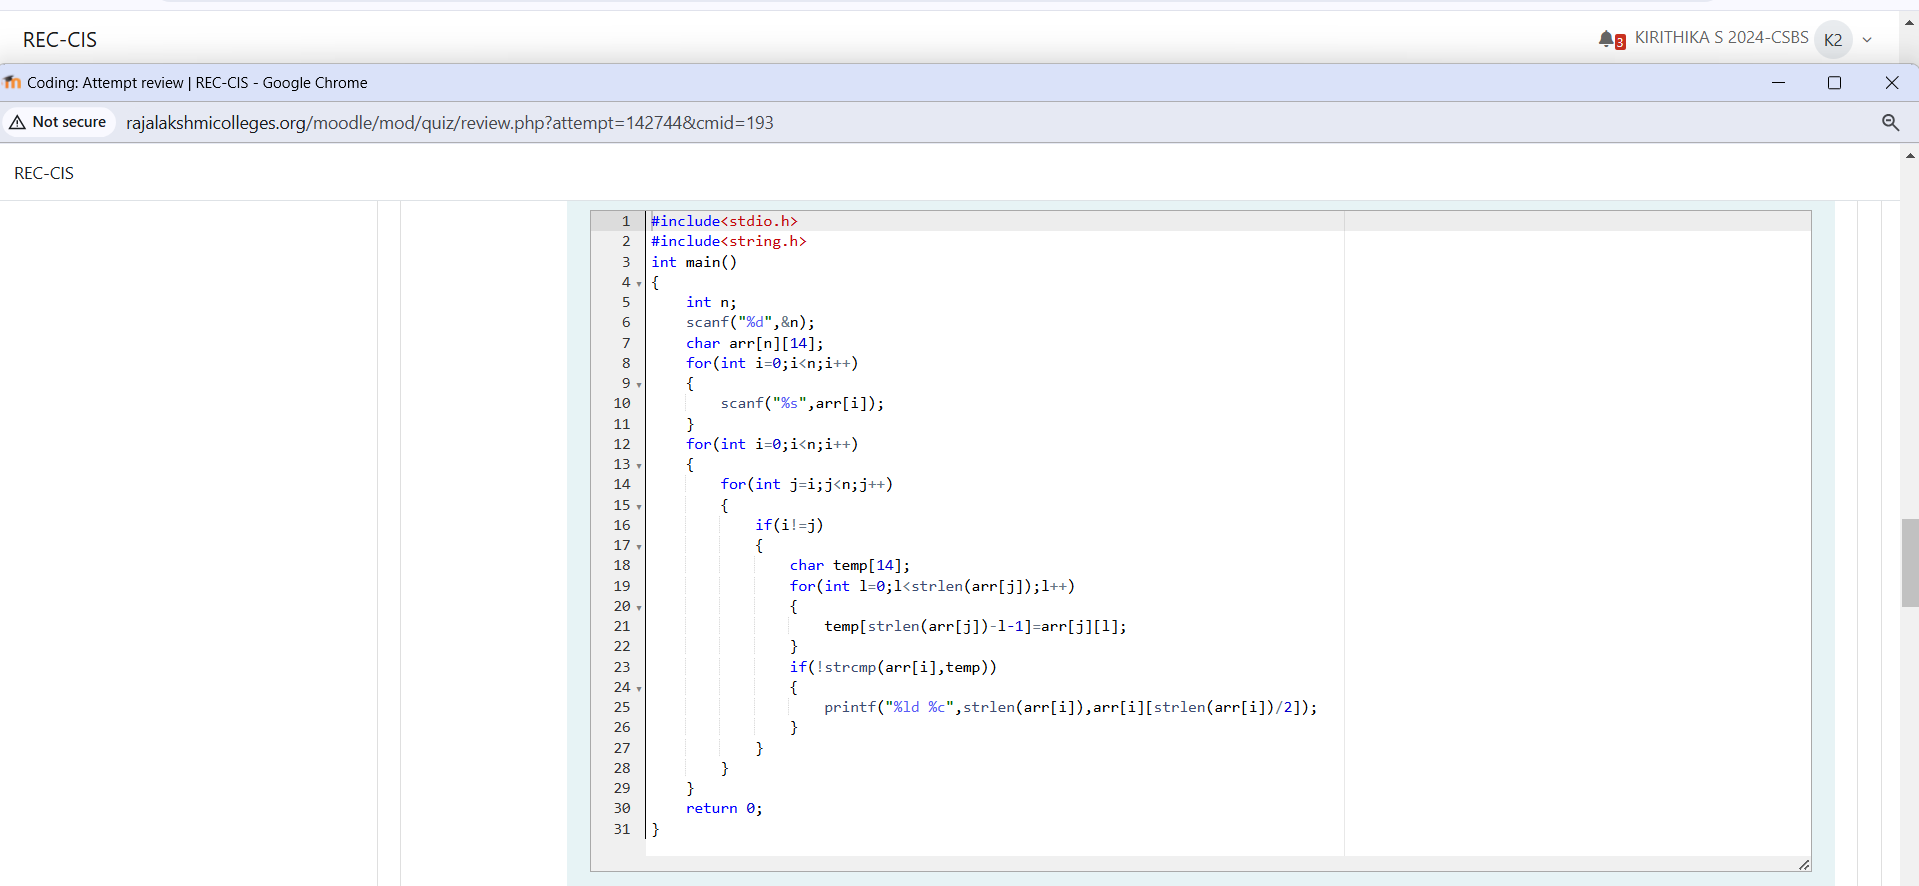 REC-CIS
3 KIRITHIKA S 2024-CSBS K2
Coding: Attempt review | REC-CIS - Google Chrome
Not secure rajalakshmicolleges.org/moodle/mod/quiz/review.php?attempt=142744&cmid=193
REC-CIS
1 #include<stdio.h>
2 #include<string.h>
3 int main()
4 {
5     int n;
6     scanf("%d",&n);
7     char arr[n][14];
8     for(int i=0;i<n;i++)
9     {
10         scanf("%s",arr[i]);
11     }
12     for(int i=0;i<n;i++)
13     {
14         for(int j=i;j<n;j++)
15         {
16             if(i!=j)
17             {
18                 char temp[14];
19                 for(int l=0;l<strlen(arr[j]);l++)
20                 {
21                     temp[strlen(arr[j])-l-1]=arr[j][l];
22                 }
23                 if(!strcmp(arr[i],temp))
24                 {
25                     printf("%ld %c",strlen(arr[i]),arr[i][strlen(arr[i])/2]);
26                 }
27             }
28         }
29     }
30     return 0;
31 }